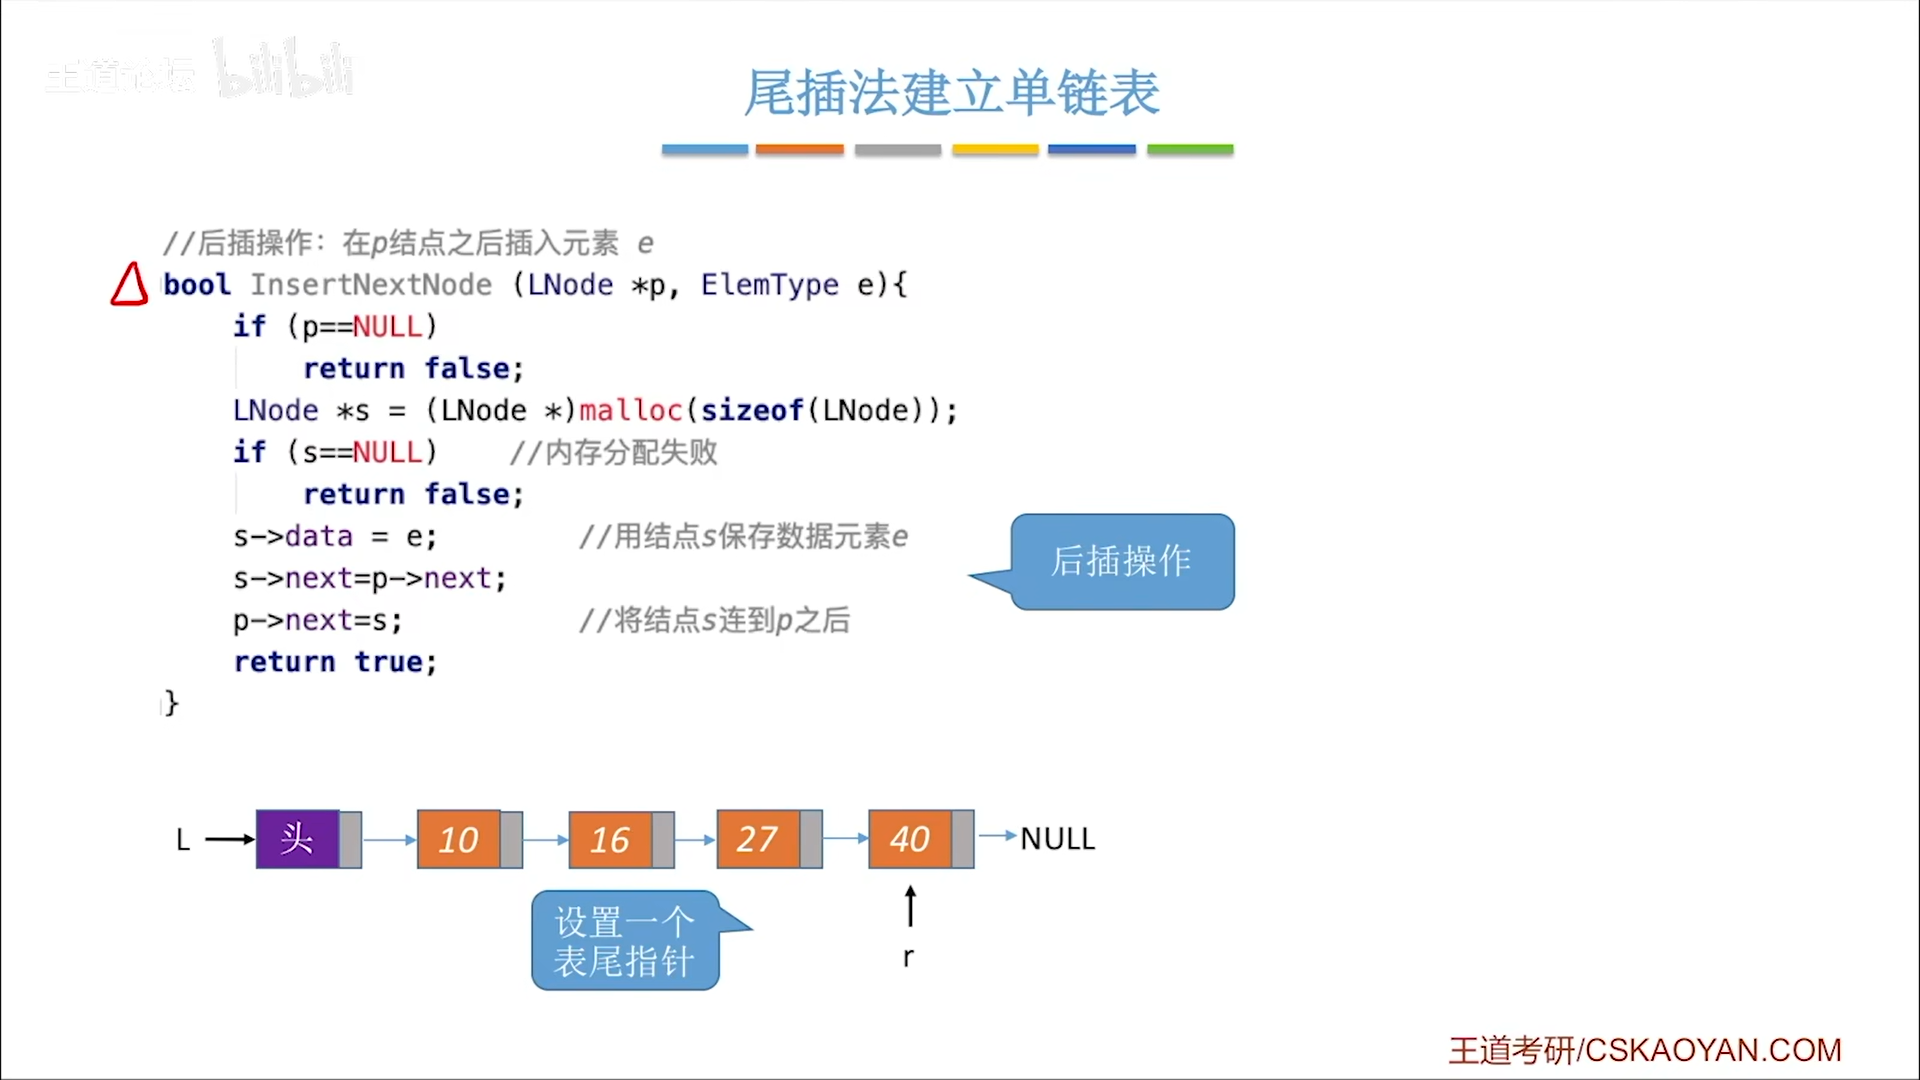 王道论坛 bilibili
尾插法建立单链表
//后插操作：在p结点之后插入元素 e
bool InsertNextNode (LNode *p, ElemType e){
if (p==NULL)
return false;
LNode *s = (LNode *)malloc(sizeof(LNode));
if (s==NULL) //内存分配失败
return false;
s->data = e; //用结点s保存数据元素e
s->next=p->next;
p->next=s; //将结点s连到p之后
return true;
}
后插操作
L 头 10 16 27 40 NULL
设置一个
表尾指针
r
王道考研/CSKAOYAN.COM